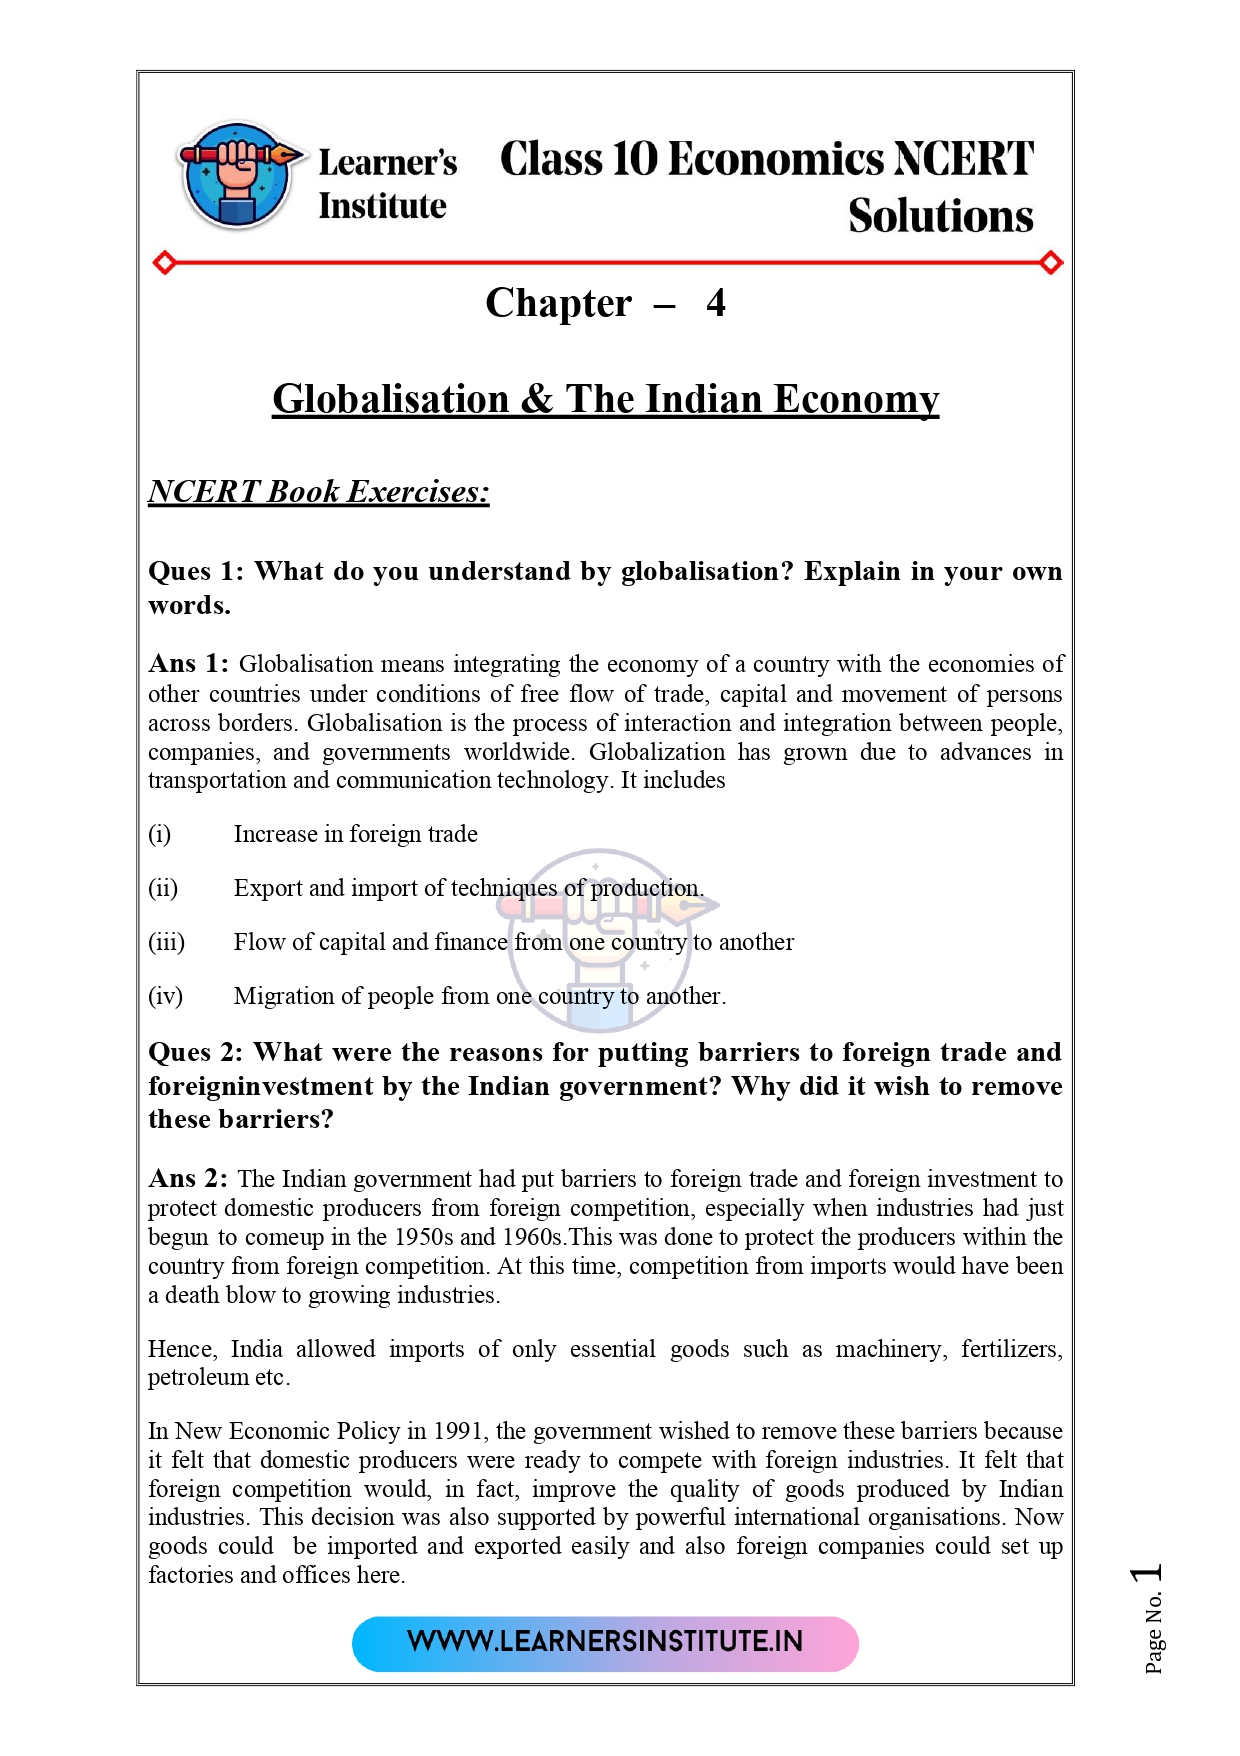 Learner's
Institute
Class 10 Economics NCERT
Solutions
Chapter – 4
Globalisation & The Indian Economy
NCERT Book Exercises:
Ques 1: What do you understand by globalisation? Explain in your own
words.
Ans 1: Globalisation means integrating the economy of a country with the economies of
other countries under conditions of free flow of trade, capital and movement of persons
across borders. Globalisation is the process of interaction and integration between people,
companies, and governments worldwide. Globalization has grown due to advances in
transportation and communication technology. It includes
(i) Increase in foreign trade
(ii) Export and import of techniques of production.
(iii) Flow of capital and finance from one country to another
(iv) Migration of people from one country to another.
Ques 2: What were the reasons for putting barriers to foreign trade and
foreigninvestment by the Indian government? Why did it wish to remove
these barriers?
Ans 2: The Indian government had put barriers to foreign trade and foreign investment to
protect domestic producers from foreign competition, especially when industries had just
begun to comeup in the 1950s and 1960s.This was done to protect the producers within the
country from foreign competition. At this time, competition from imports would have been
a death blow to growing industries.
Hence, India allowed imports of only essential goods such as machinery, fertilizers,
petroleum etc.
In New Economic Policy in 1991, the government wished to remove these barriers because
it felt that domestic producers were ready to compete with foreign industries. It felt that
foreign competition would, in fact, improve the quality of goods produced by Indian
industries. This decision was also supported by powerful international organisations. Now
goods could be imported and exported easily and also foreign companies could set up
factories and offices here.
WWW.LEARNERSINSTITUTE.IN
Page No. 1